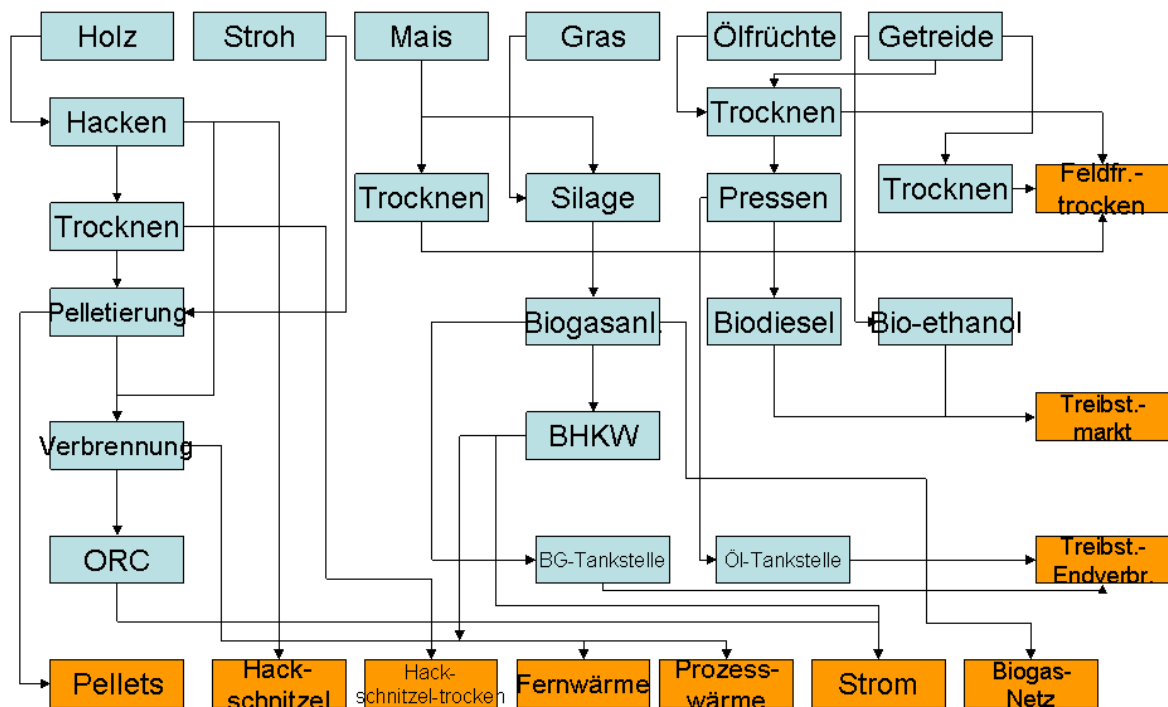 Holz
Stroh
Mais
Gras
Ölfrüchte
Getreide
Hacken
Trocknen
Trocknen
Silage
Pressen
Trocknen
Feldfr.-
trocken
Trocknen
Pelletierung
Biogasanl.
Biodiesel
Bio-ethanol
Treibst.-
markt
Verbrennung
BHKW
ORC
BG-Tankstelle
Öl-Tankstelle
Treibst.-
Endverbr.
Pellets
Hack-
schnitzel
Hack-
schnitzel-trocken
Fernwärme
Prozess-
wärme
Strom
Biogas-
Netz